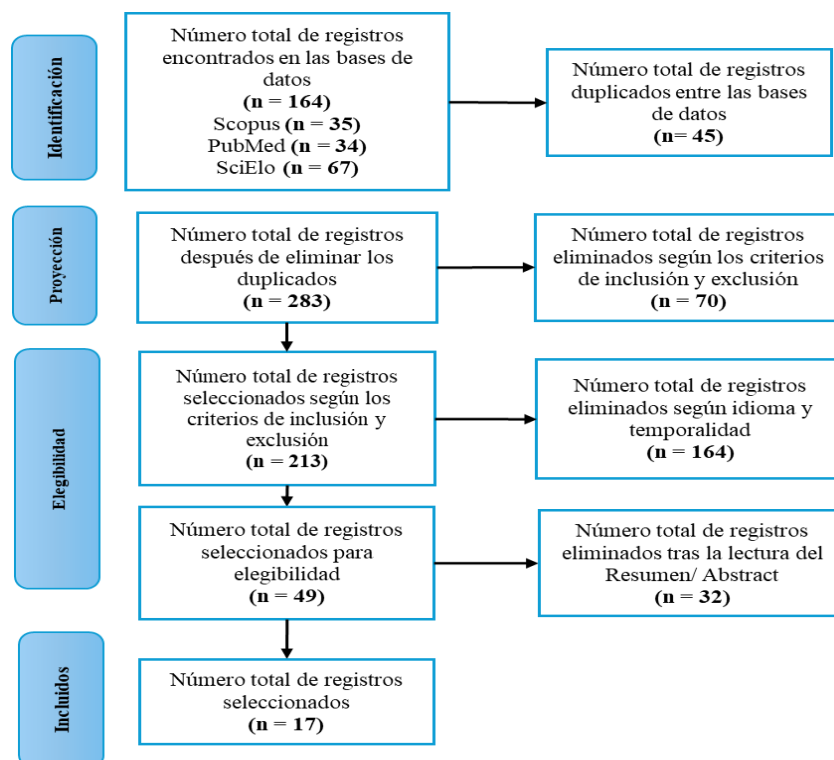 Identificación
Número total de registros
encontrados en las bases de
datos
(n = 164)
Scopus (n = 35)
PubMed (n = 34)
SciElo (n = 67)
Número total de registros
duplicados entre las bases
de datos
(n= 45)
Proyección
Número total de registros
después de eliminar los
duplicados
(n = 283)
Número total de registros
eliminados según los criterios
de inclusión y exclusión
(n = 70)
Elegibilidad
Número total de registros
seleccionados según los
criterios de inclusión y
exclusión
(n = 213)
Número total de registros
eliminados según idioma y
temporalidad
(n = 164)
Número total de registros
seleccionados para
elegibilidad
(n = 49)
Número total de registros
eliminados tras la lectura del
Resumen/ Abstract
(n = 32)
Incluidos
Número total de registros
seleccionados
(n = 17)